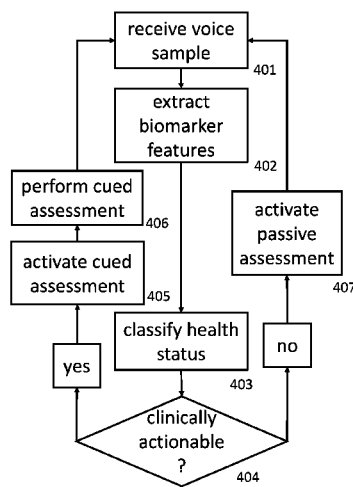 receive voice
sample
401
extract
biomarker
features
402
perform cued
assessment
406
activate
passive
assessment
407
activate cued
assessment
405
classify health
status
403
yes
no
clinically
actionable
?
404